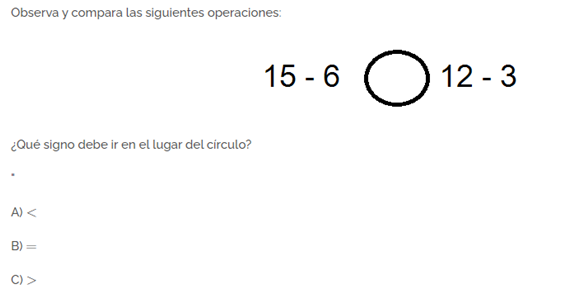 Observa y compara las siguientes operaciones:
15 - 6 12 - 3
¿Qué signo debe ir en el lugar del círculo?
*
A) <
B) =
C) >